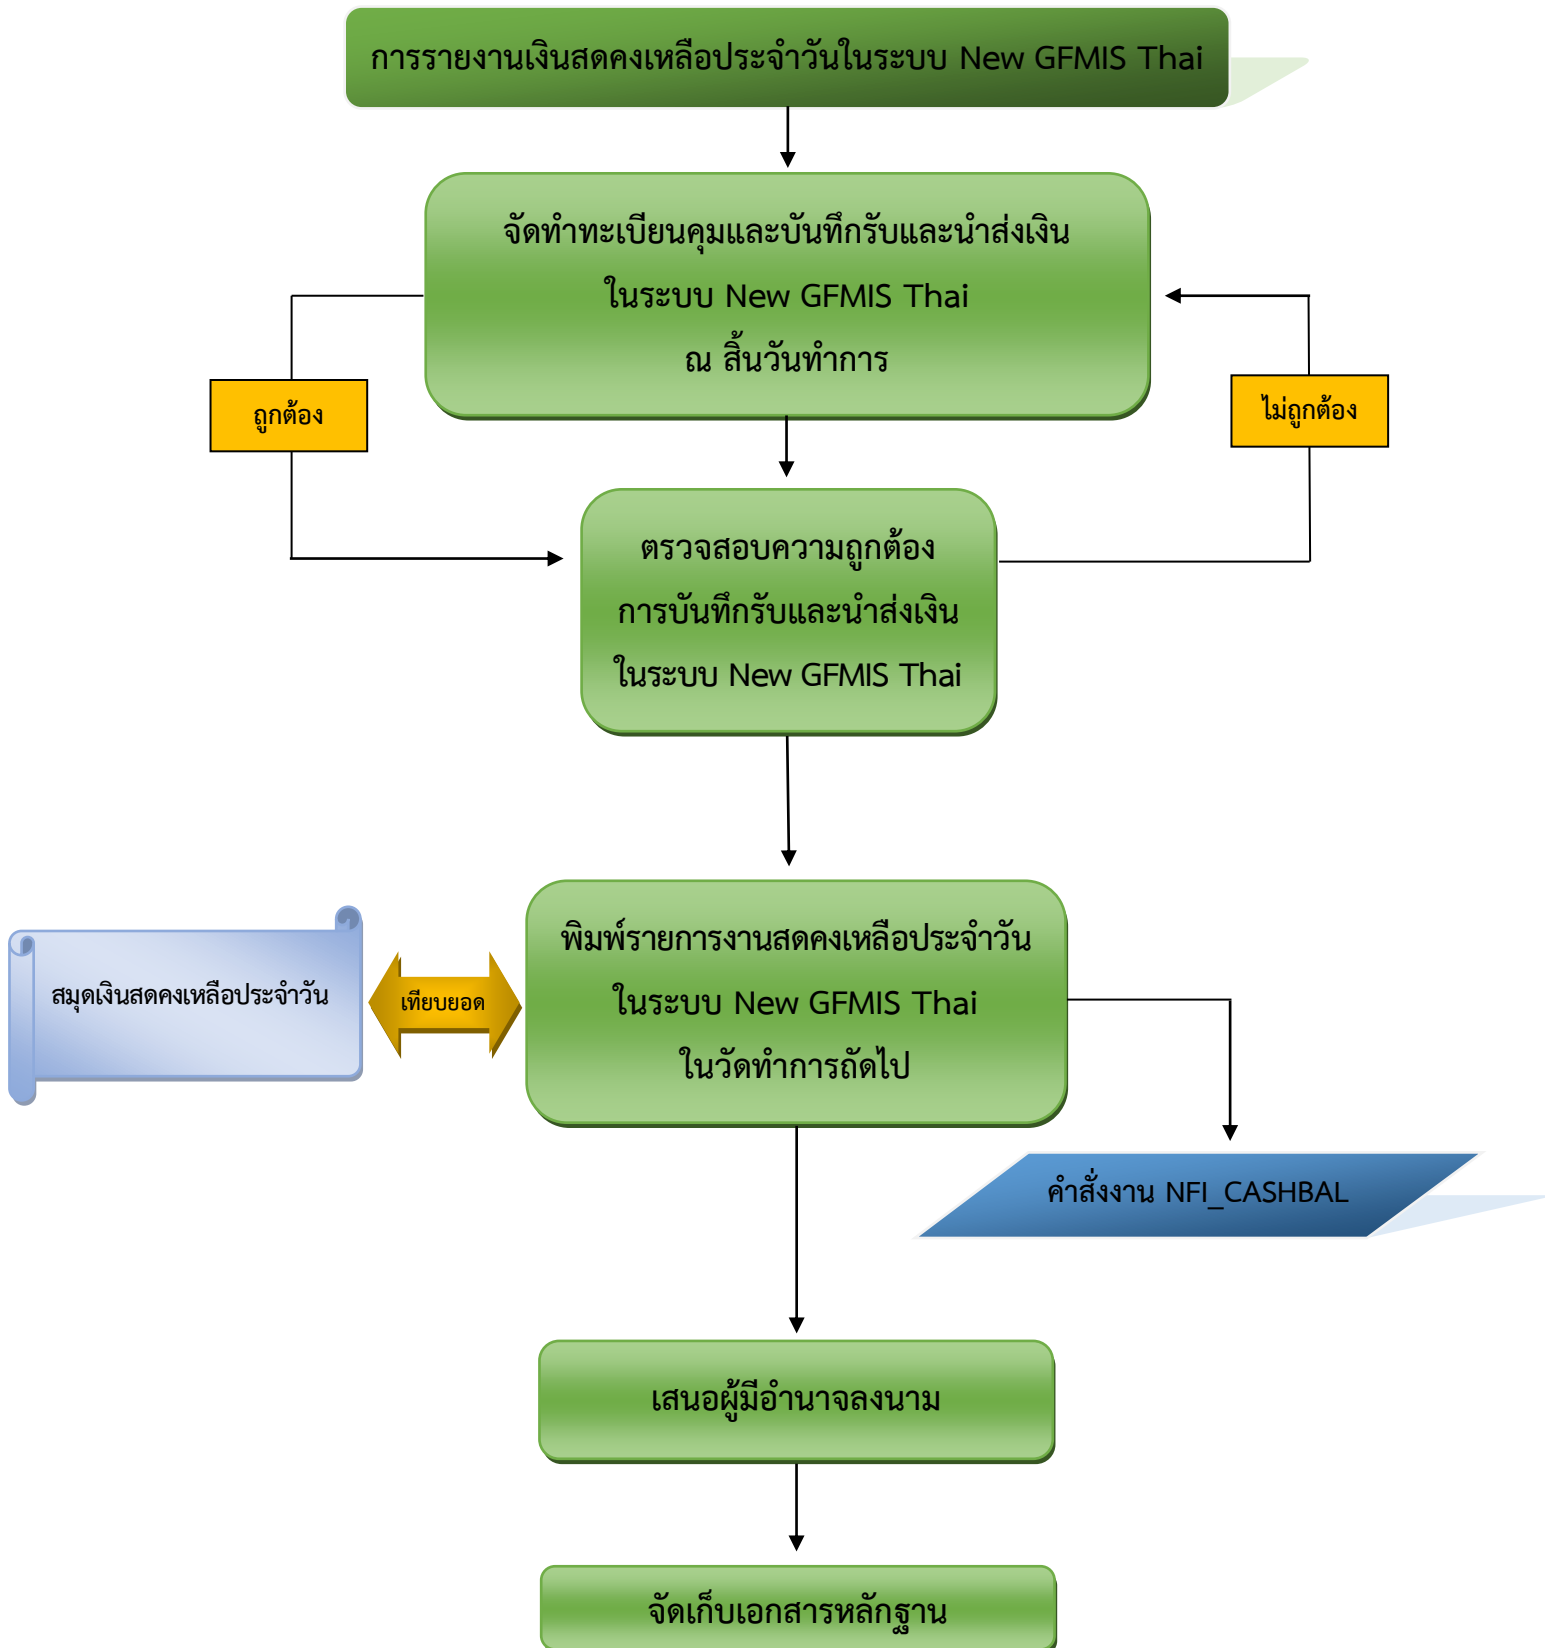 การรายงานเงินสดคงเหลือประจำวันในระบบ New GFMIS Thai
จัดทำทะเบียนคุมและบันทึกรับและนำส่งเงิน
ในระบบ New GFMIS Thai
ณ สิ้นวันทำการ
ถูกต้อง
ไม่ถูกต้อง
ตรวจสอบความถูกต้อง
การบันทึกรับและนำส่งเงิน
ในระบบ New GFMIS Thai
พิมพ์รายการงานสดคงเหลือประจำวัน
ในระบบ New GFMIS Thai
ในวัดทำการถัดไป
สมุดเงินสดคงเหลือประจำวัน
เทียบยอด
คำสั่งงาน NFI_CASHBAL
เสนอผู้มีอำนาจลงนาม
จัดเก็บเอกสารหลักฐาน